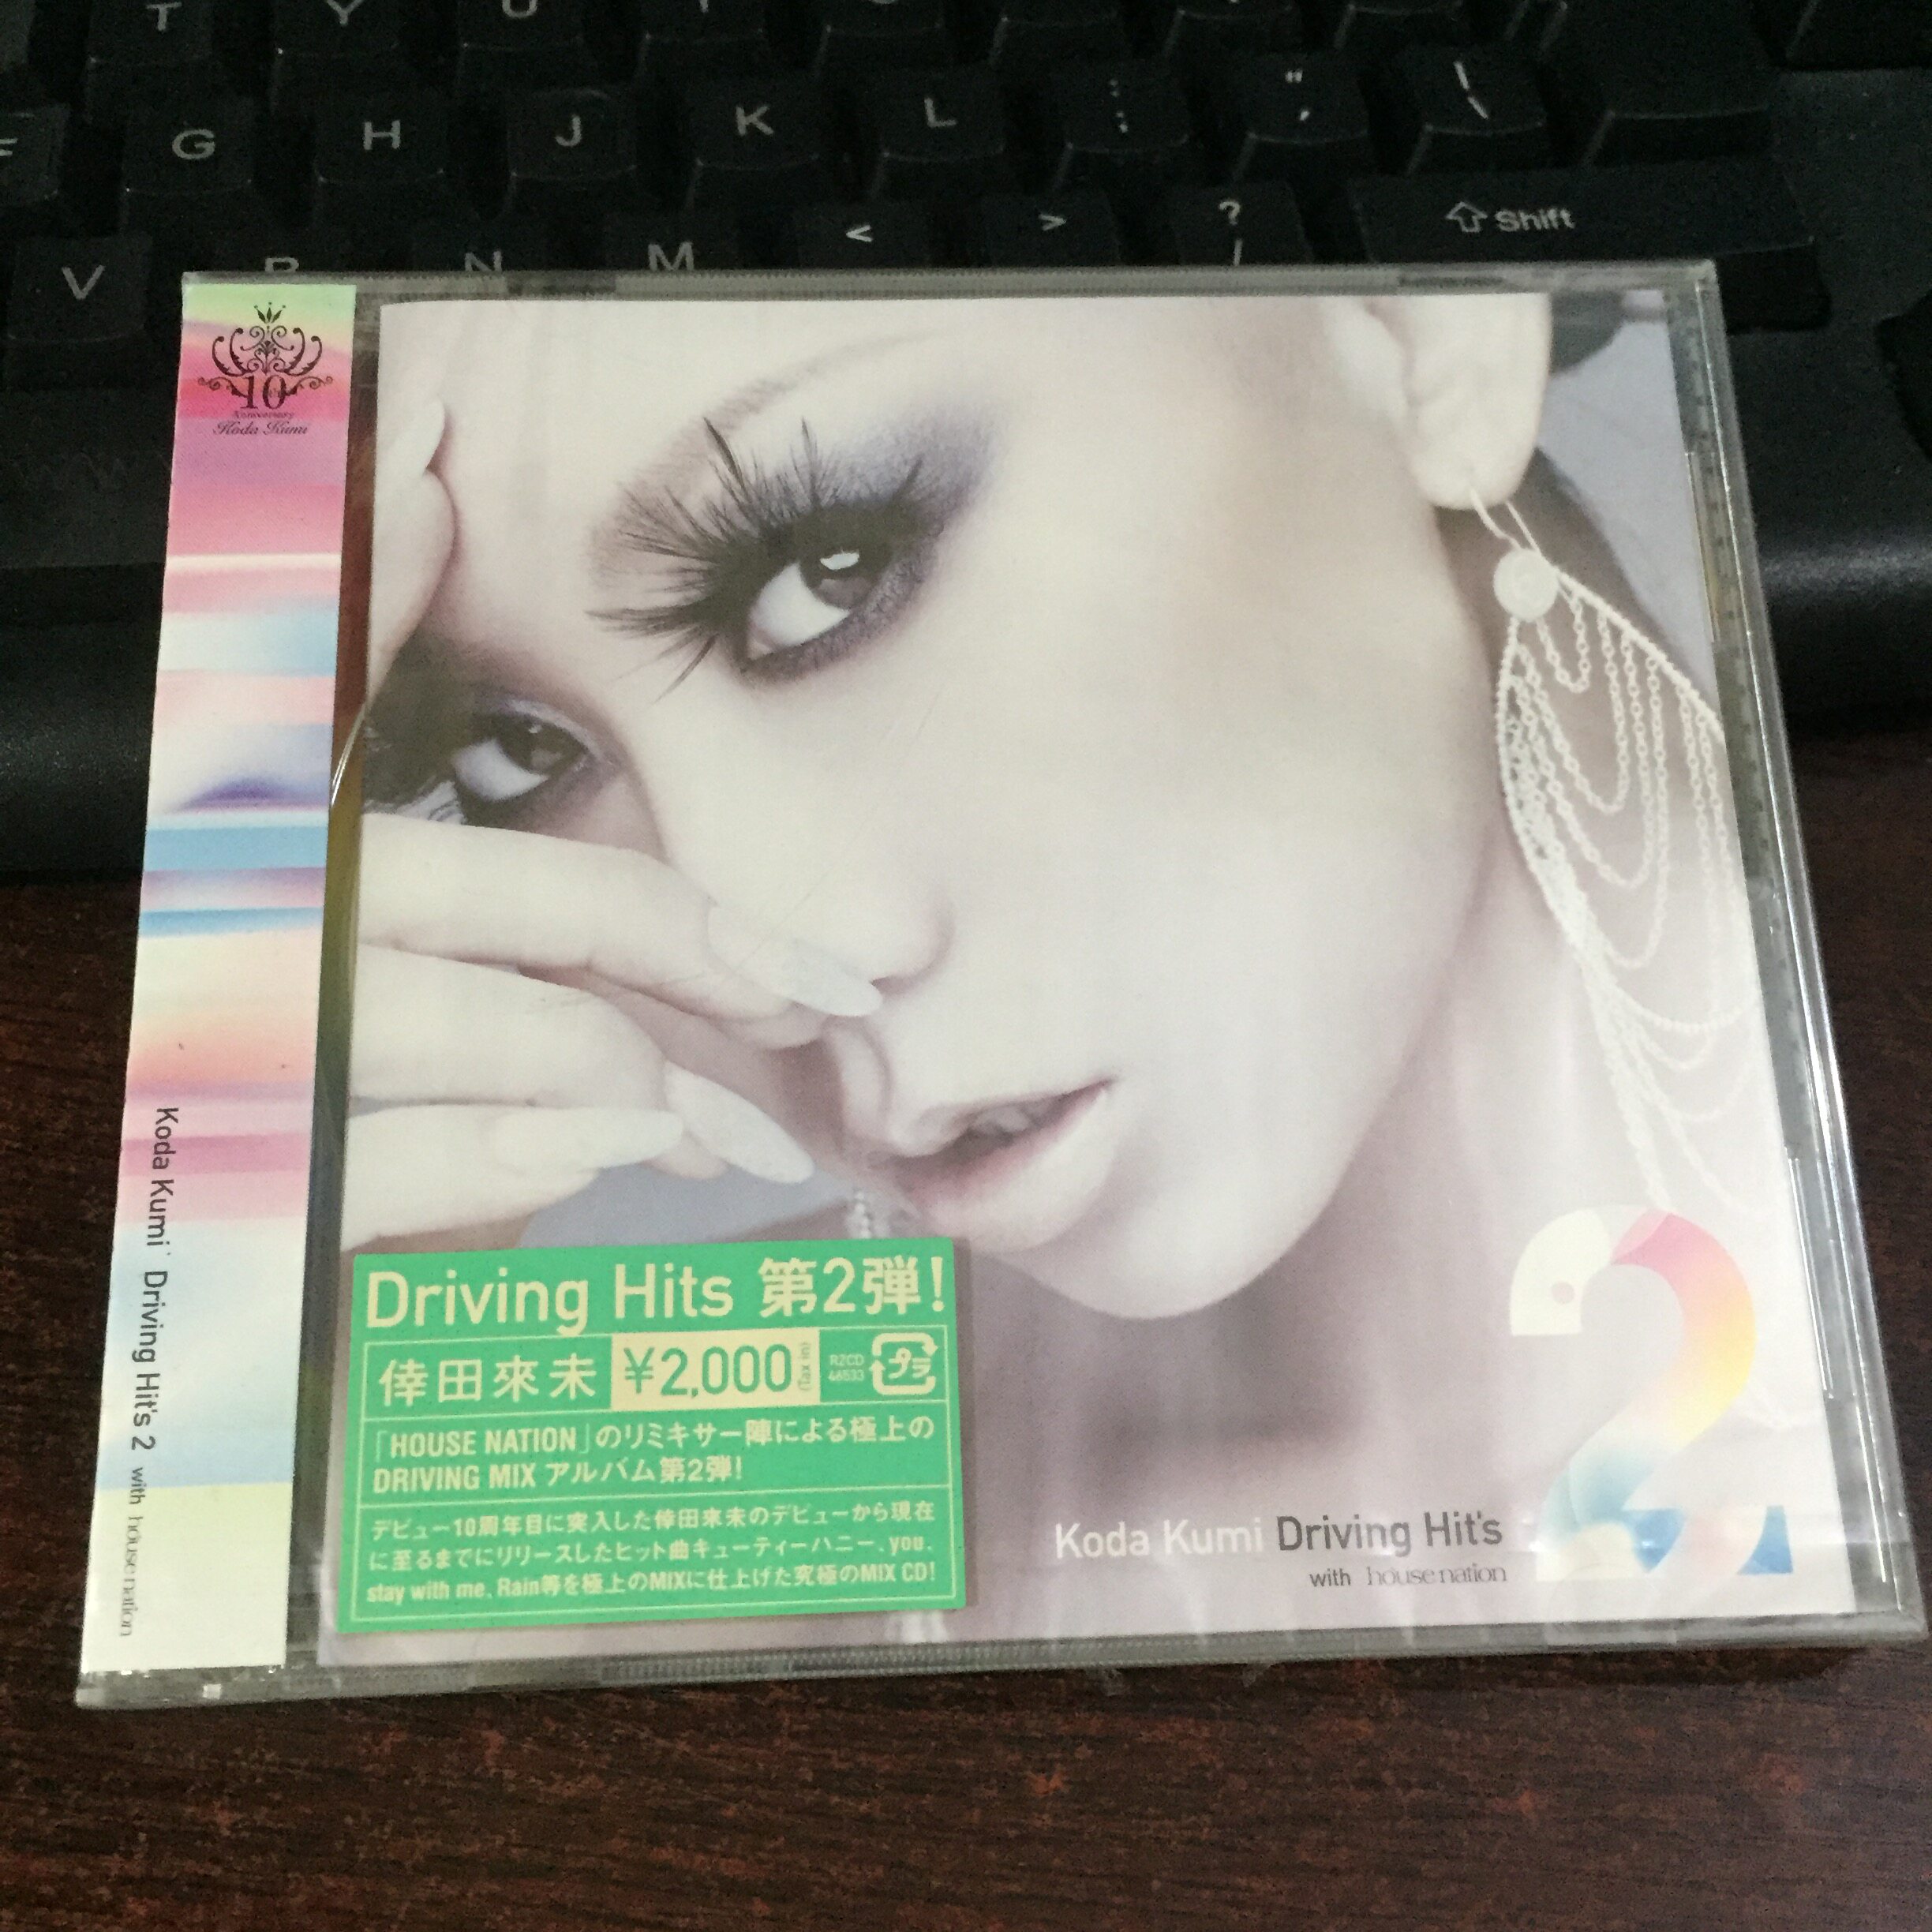 T Y U
G H J K L : ; " ' \
V B N M < > ? / Shift
10th
Anniversary
Koda Kumi
Koda Kumi Driving Hit's 2 with house nation
Driving Hits 第2弾!
倖田來未 ¥2,000 (Tax in) RZCD
46533 プラ
「HOUSE NATION」のリミキサー陣による極上の
DRIVING MIX アルバム第2弾!
デビュー10周年目に突入した倖田來未のデビューから現在
に至るまでにリリースしたヒット曲キューティーハニー、you、
stay with me、Rain等を極上のMIXに仕上げた究極のMIX CD!
Koda Kumi Driving Hit's 2
with house nation